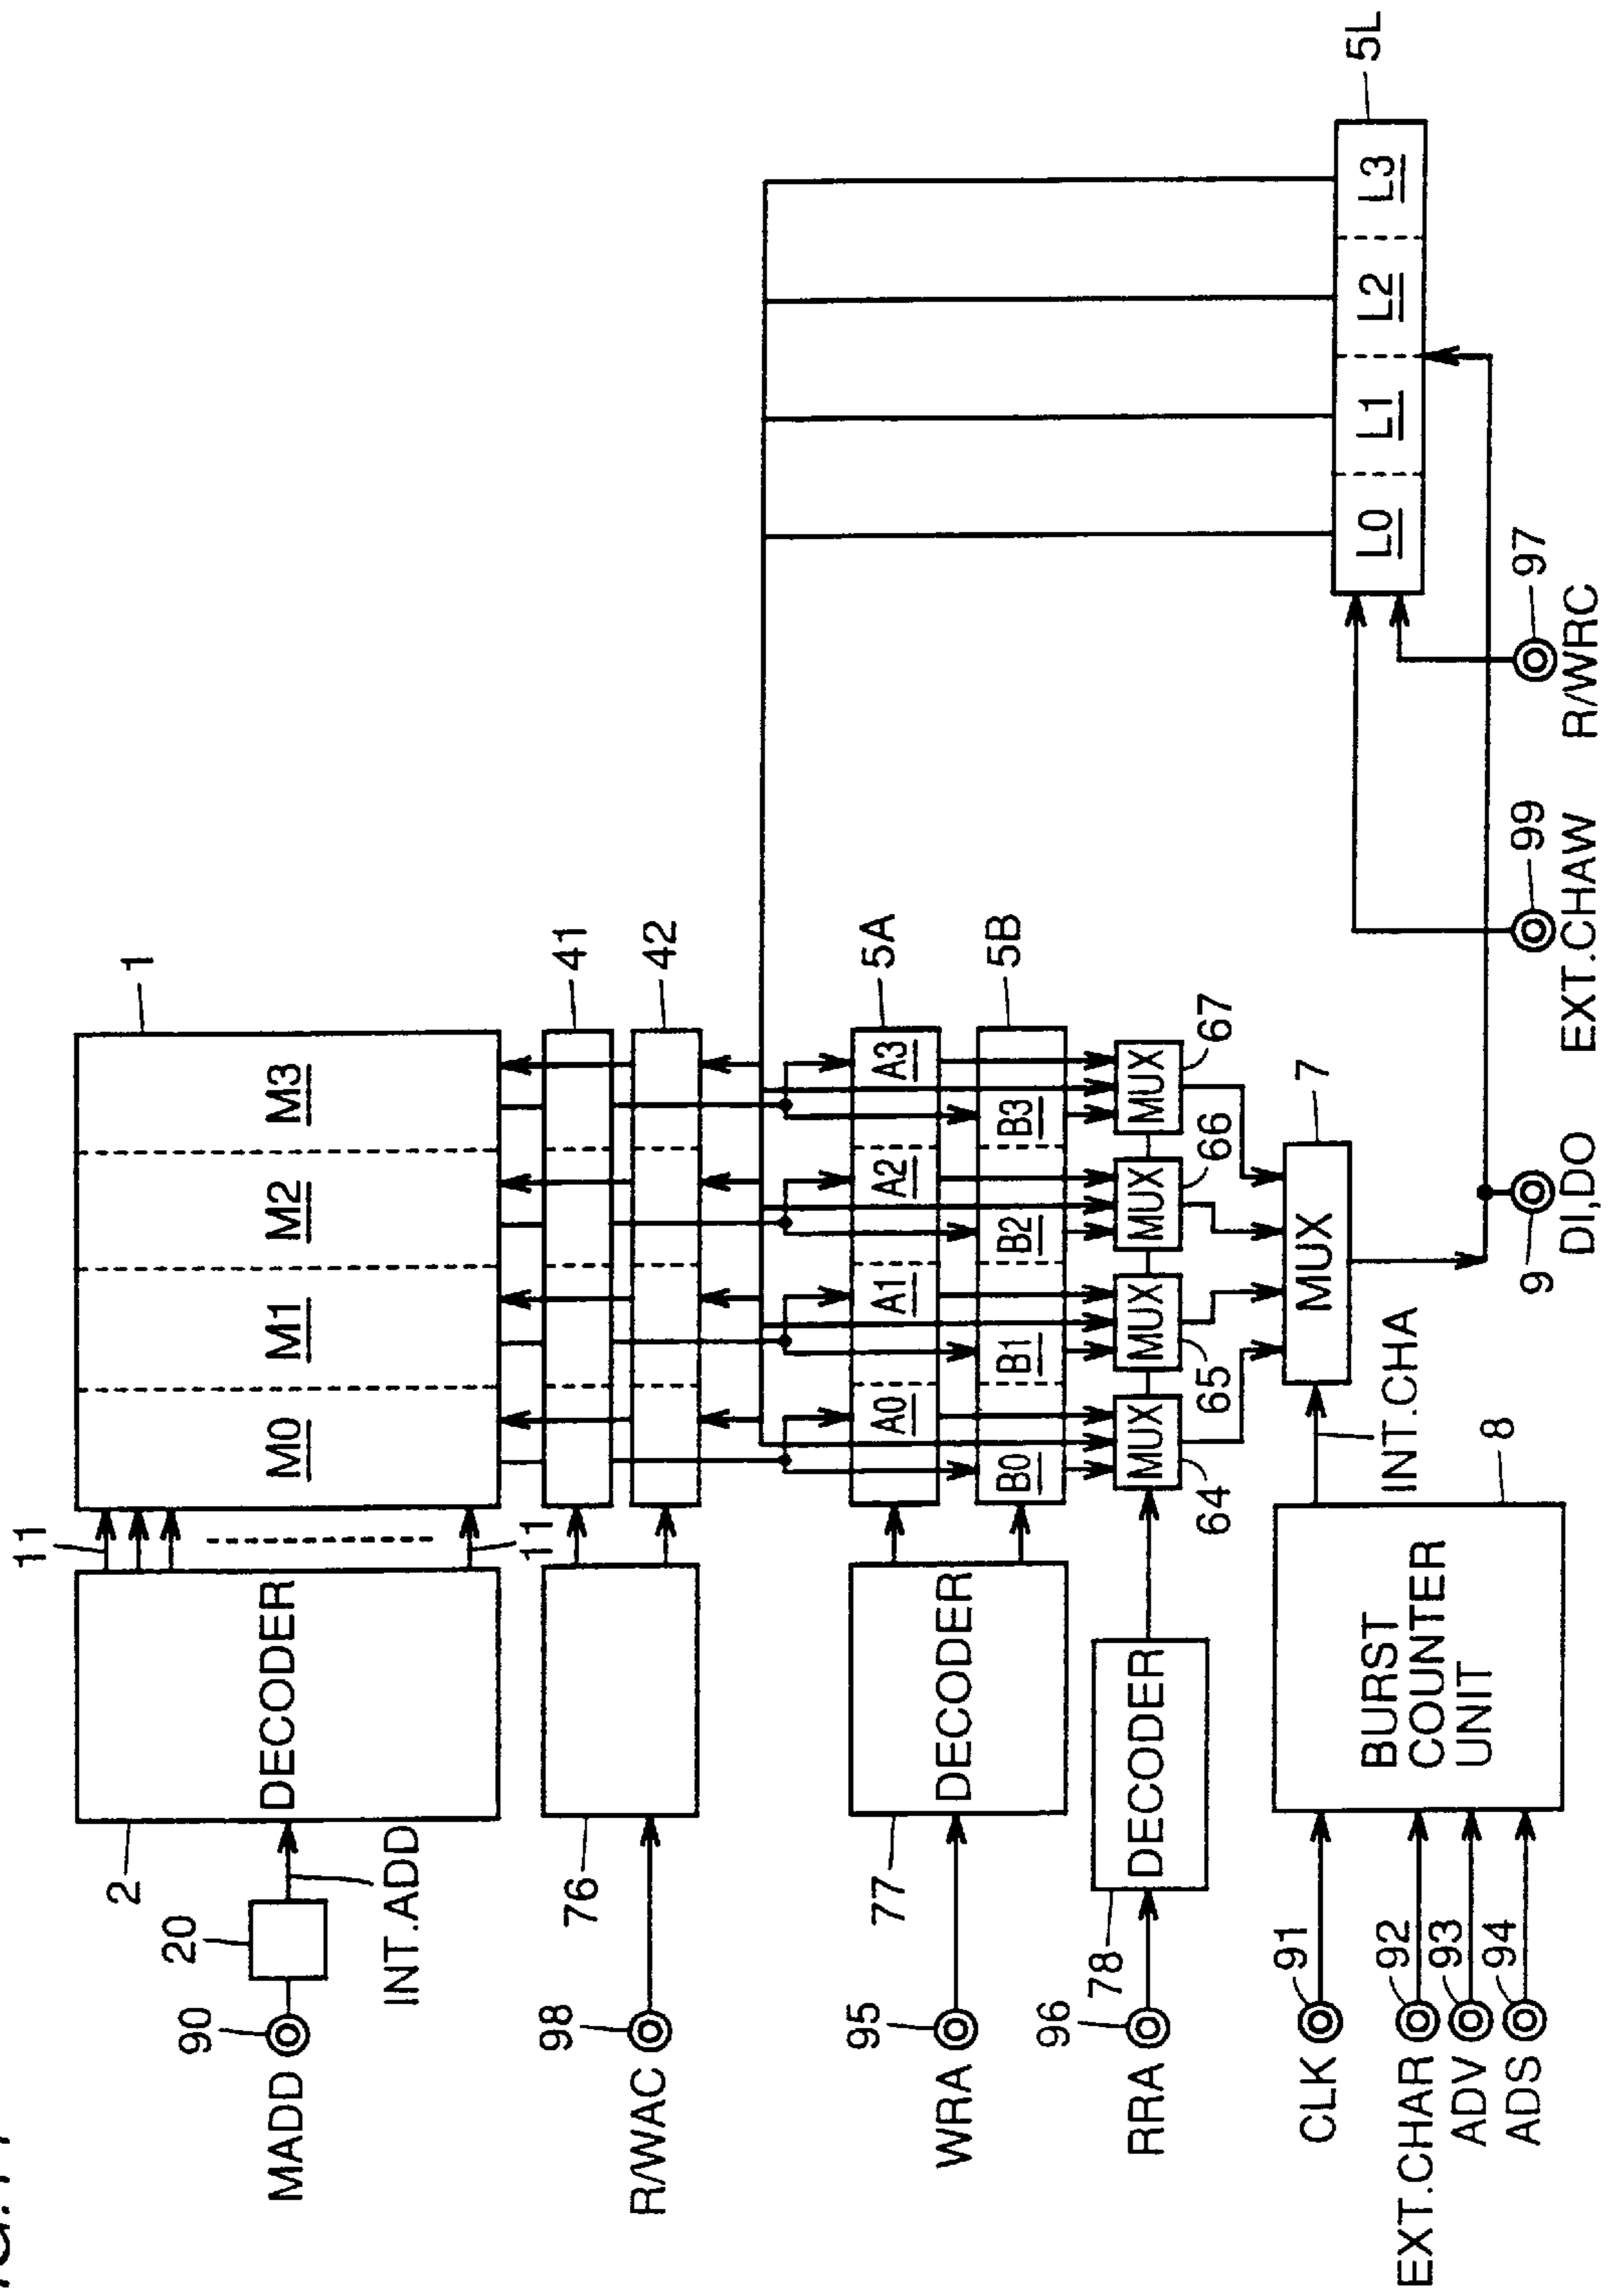 11
11
1
2
DECODER
M0
M1
M2
M3
20
90
MADD
INT.ADD
41
42
76
98
R/WAC
5A
A0
A1
A2
A3
5B
B0
B1
B2
B3
77
DECODER
95
WRA
64
MUX
65
MUX
66
MUX
67
MUX
78
DECODER
96
RRA
7
MUX
INT.CHA
8
BURST
COUNTER
UNIT
91
CLK
92
EXT.CHAR
93
ADV
94
ADS
5L
L0
L1
L2
L3
9
DI,DO
99
EXT.CHAW
97
R/WRC